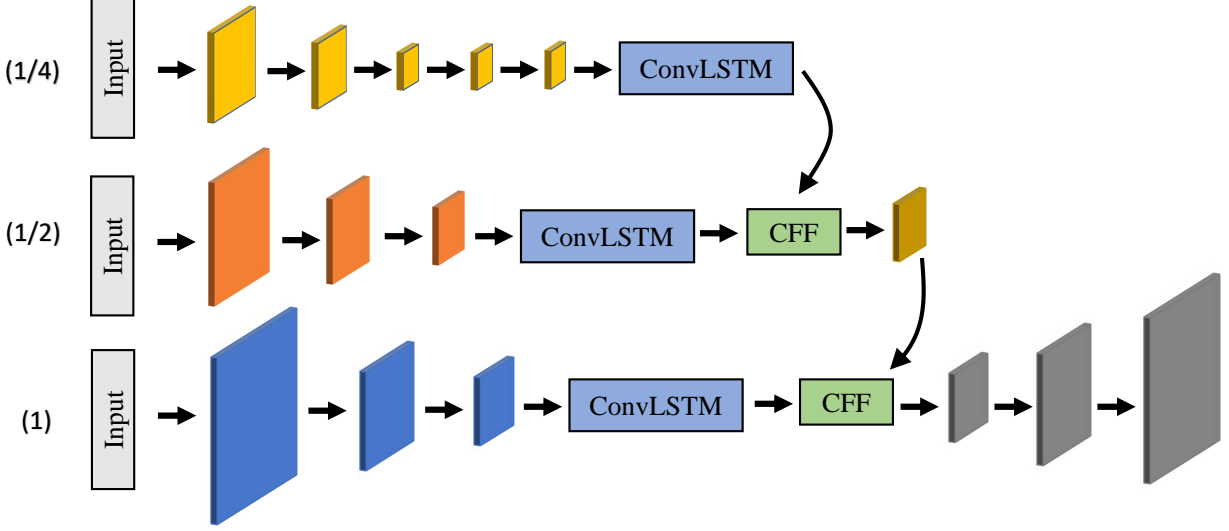 (1/4)
Input
ConvLSTM
(1/2)
Input
ConvLSTM
CFF
(1)
Input
ConvLSTM
CFF